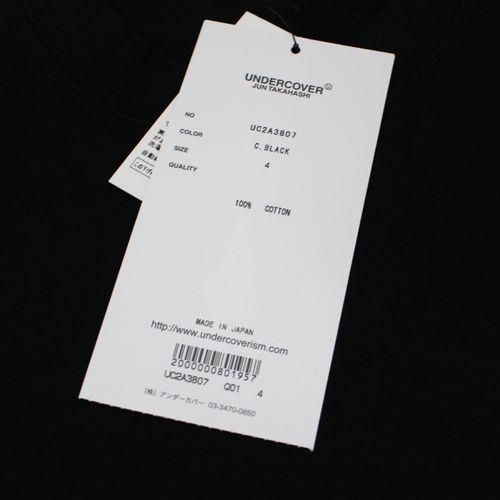 UNDERCOVER
JUN TAKAHASHI
NO UC2A3807
COLOR C.BLACK
SIZE 4
QUALITY
100% COTTON
MADE IN JAPAN
http://www.undercoverism.com
2000000801957
UC2A3807 Q01 4
(株) アンダーカバー 03-3470-0850